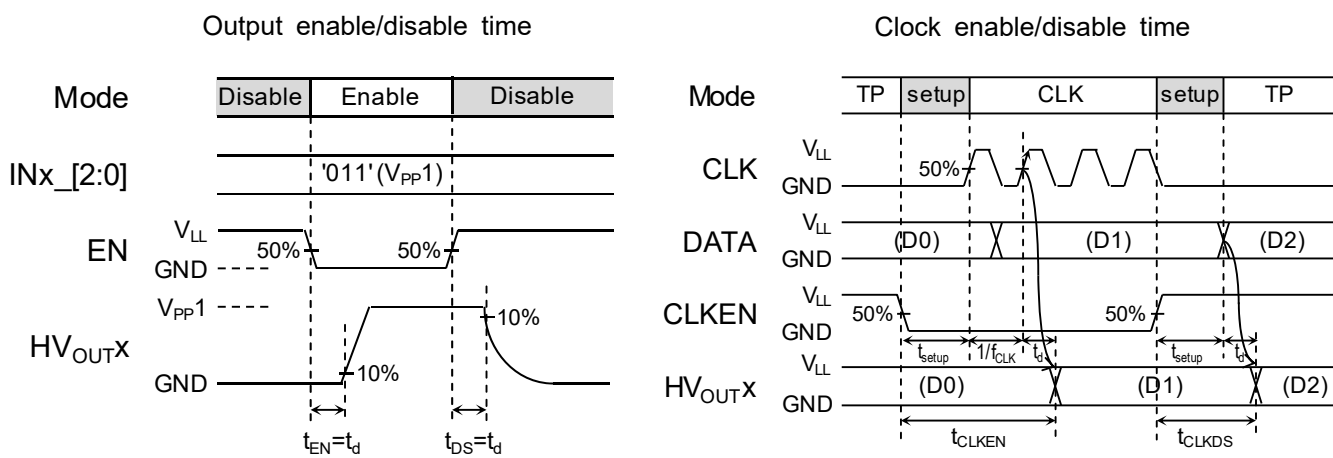 Output enable/disable time
Mode
Disable
Enable
Disable
INx_[2:0]
'011' (VPP1)
EN
VLL
GND
50%
50%
HVOUTx
VPP1
GND
10%
10%
tEN=td
tDS=td
Clock enable/disable time
Mode
TP
setup
CLK
setup
TP
CLK
VLL
GND
50%
DATA
VLL
GND
(D0)
(D1)
(D2)
CLKEN
VLL
GND
50%
50%
tsetup
1/fCLK
td
tsetup
td
HVOUTx
VLL
GND
(D0)
(D1)
(D2)
tCLKEN
tCLKDS